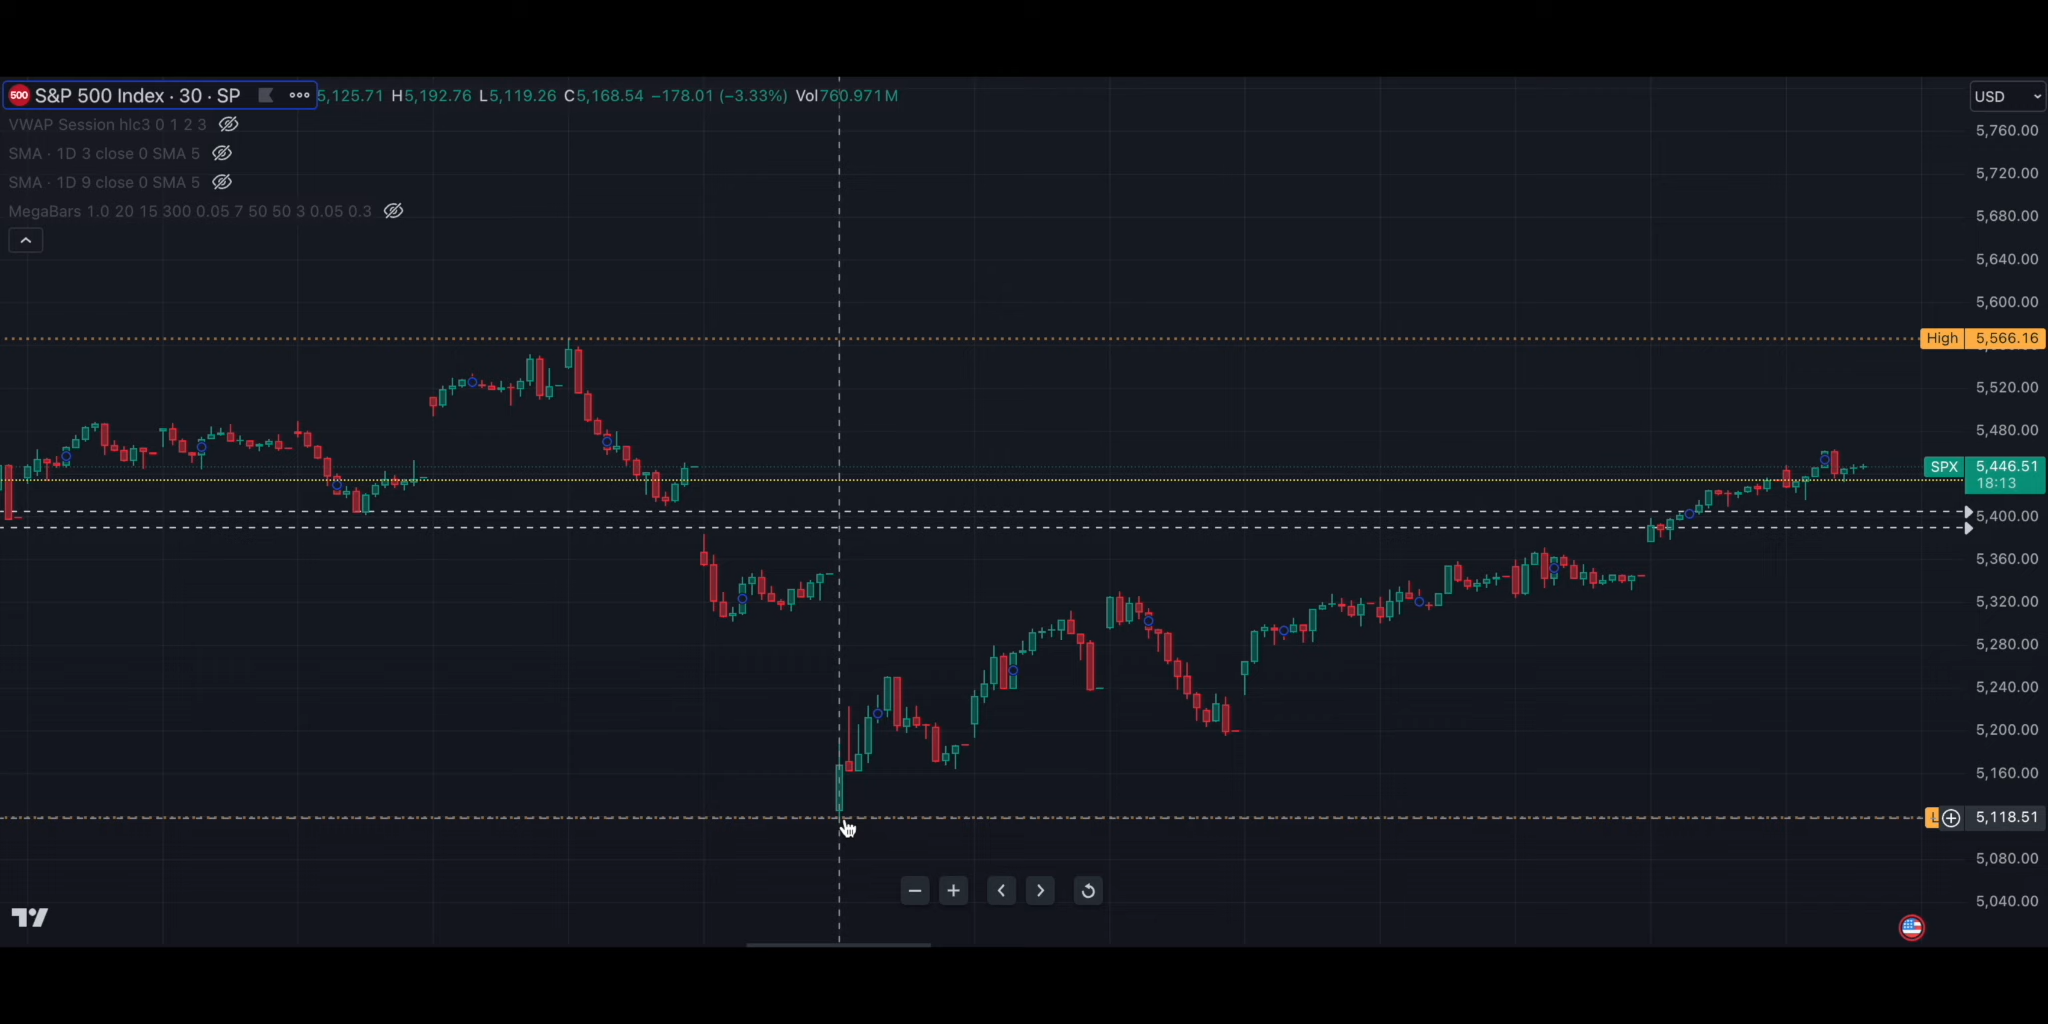 500 S&P 500 Index · 30 · SP 5,125.71 H5,192.76 L5,119.26 C5,168.54 −178.01 (−3.33%) Vol760.971M
VWAP Session hlc3 0 1 2 3
SMA · 1D 3 close 0 SMA 5
SMA · 1D 9 close 0 SMA 5
MegaBars 1.0 20 15 300 0.05 7 50 50 3 0.05 0.3
USD
5,760.00
5,720.00
5,680.00
5,640.00
5,600.00
High 5,566.16
5,520.00
5,480.00
SPX 5,446.51
18:13
5,400.00
5,360.00
5,320.00
5,280.00
5,240.00
5,200.00
5,160.00
L 5,118.51
5,080.00
5,040.00